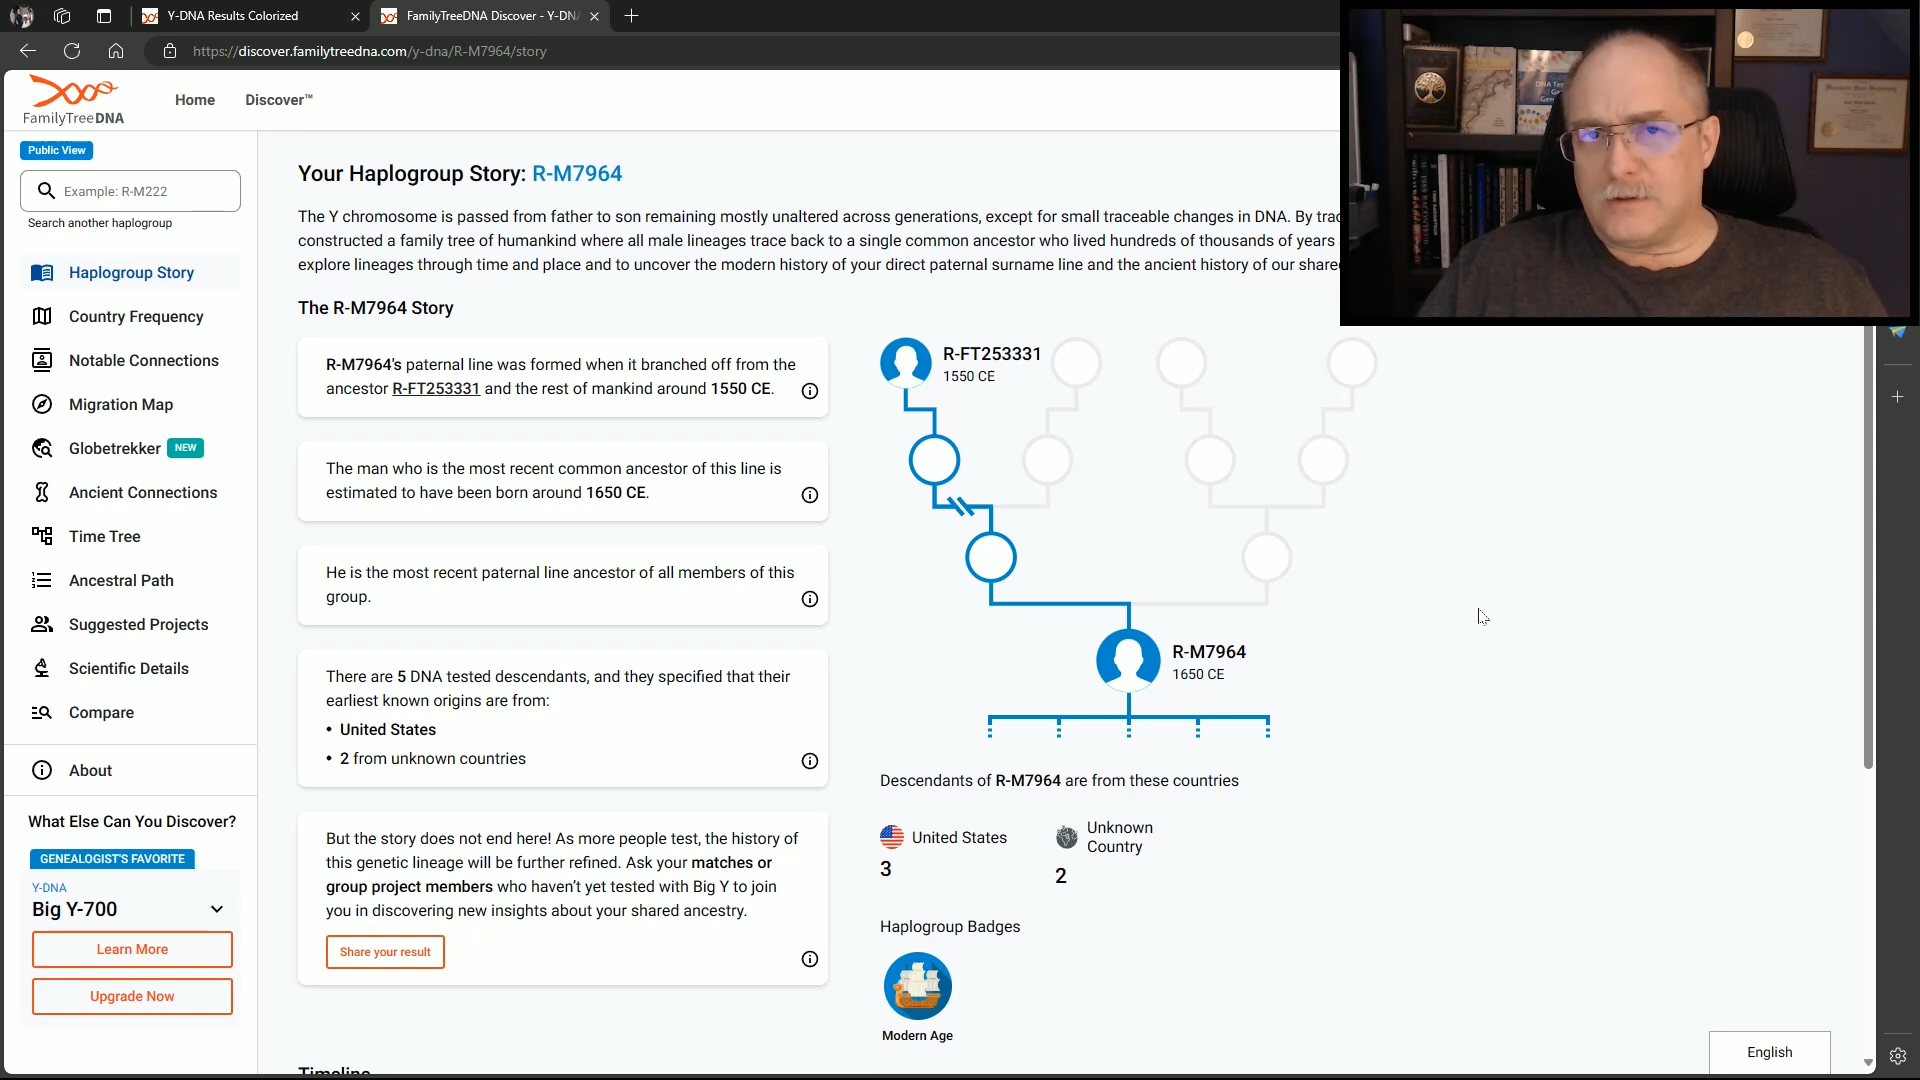 Y-DNA Results Colorized
FamilyTreeDNA Discover - Y-DN
https://discover.familytreedna.com/y-dna/R-M7964/story
FamilyTreeDNA
Home
Discover™
Public View
Example: R-M222
Search another haplogroup
Haplogroup Story
Country Frequency
Notable Connections
Migration Map
Globetrekker NEW
Ancient Connections
Time Tree
Ancestral Path
Suggested Projects
Scientific Details
Compare
About
What Else Can You Discover?
GENEALOGIST'S FAVORITE
Y-DNA
Big Y-700
Learn More
Upgrade Now
Your Haplogroup Story: R-M7964
The Y chromosome is passed from father to son remaining mostly unaltered across generations, except for small traceable changes in DNA. By trac
constructed a family tree of humankind where all male lineages trace back to a single common ancestor who lived hundreds of thousands of years
explore lineages through time and place and to uncover the modern history of your direct paternal surname line and the ancient history of our share
The R-M7964 Story
R-M7964's paternal line was formed when it branched off from the
ancestor R-FT253331 and the rest of mankind around 1550 CE.
The man who is the most recent common ancestor of this line is
estimated to have been born around 1650 CE.
He is the most recent paternal line ancestor of all members of this
group.
There are 5 DNA tested descendants, and they specified that their
earliest known origins are from:
• United States
• 2 from unknown countries
But the story does not end here! As more people test, the history of
this genetic lineage will be further refined. Ask your matches or
group project members who haven't yet tested with Big Y to join
you in discovering new insights about your shared ancestry.
Share your result
R-FT253331
1550 CE
R-M7964
1650 CE
Descendants of R-M7964 are from these countries
United States
3
Unknown
Country
2
Haplogroup Badges
Modern Age
Timeline
English